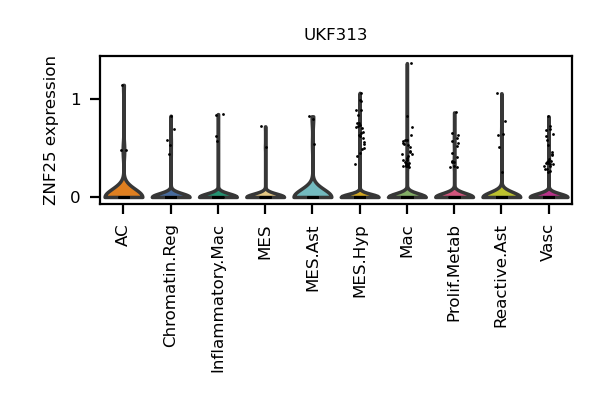 UKF313
ZNF25 expression
1
0
AC
Chromatin.Reg
Inflammatory.Mac
MES
MES.Ast
MES.Hyp
Mac
Prolif.Metab
Reactive.Ast
Vasc